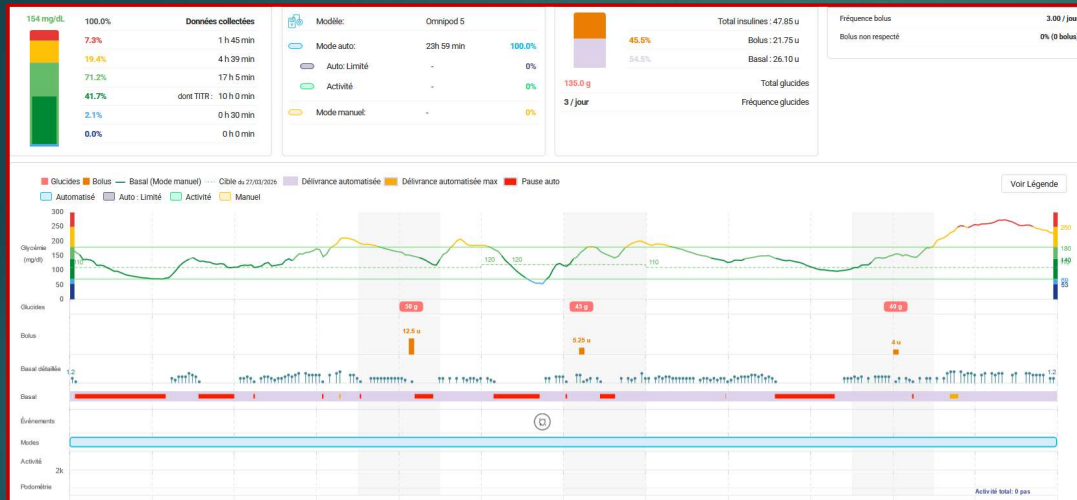 154 mg/dL
100.0% Données collectées
7.3% 1 h 45 min
19.4% 4 h 39 min
71.2% 17 h 5 min
41.7% dont TITR : 10 h 0 min
2.1% 0 h 30 min
0.0% 0 h 0 min
Modèle: Omnipod 5
Mode auto: 23h 59 min 100.0%
Auto: Limité - 0%
Activité - 0%
Mode manuel: - 0%
Total insulines : 47.85 u
45.5% Bolus : 21.75 u
54.5% Basal : 26.10 u
135.0 g Total glucides
3 / jour Fréquence glucides
Fréquence bolus 3.00 / jour
Bolus non respecté 0% (0 bolus)
Glucides Bolus Basal (Mode manuel) Cible du 27/03/2026 Délivrance automatisée Délivrance automatisée max Pause auto
Automatisé Auto : Limité Activité Manuel
Voir Légende
300
250
200
150
100
50
0
Glycémie
(mg/dl)
110 120 120 110
250
180
140
Glucides
45 g
Bolus
12.5 u 5.25 u 4 u
Basal détaillée
1.2 1.2
Basal
Événements
Modes
Activité
2k
Podométrie
Activité total: 0 pas